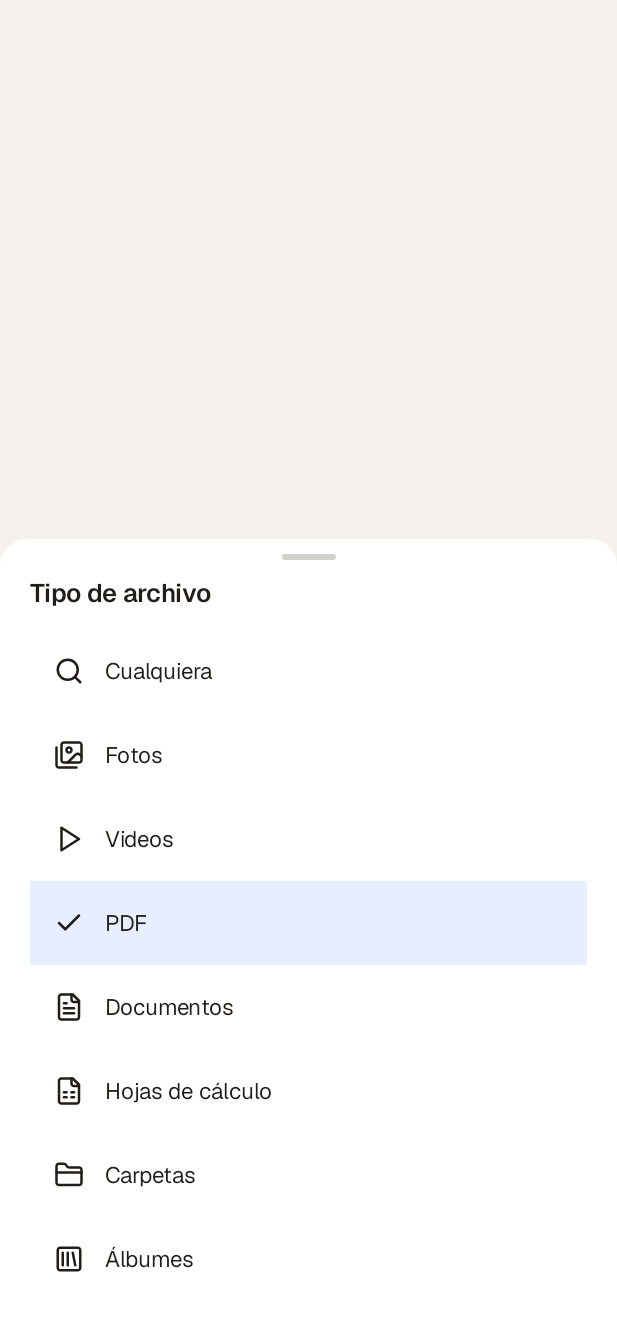 Tipo de archivo
Cualquiera
Fotos
Videos
PDF
Documentos
Hojas de cálculo
Carpetas
Álbumes